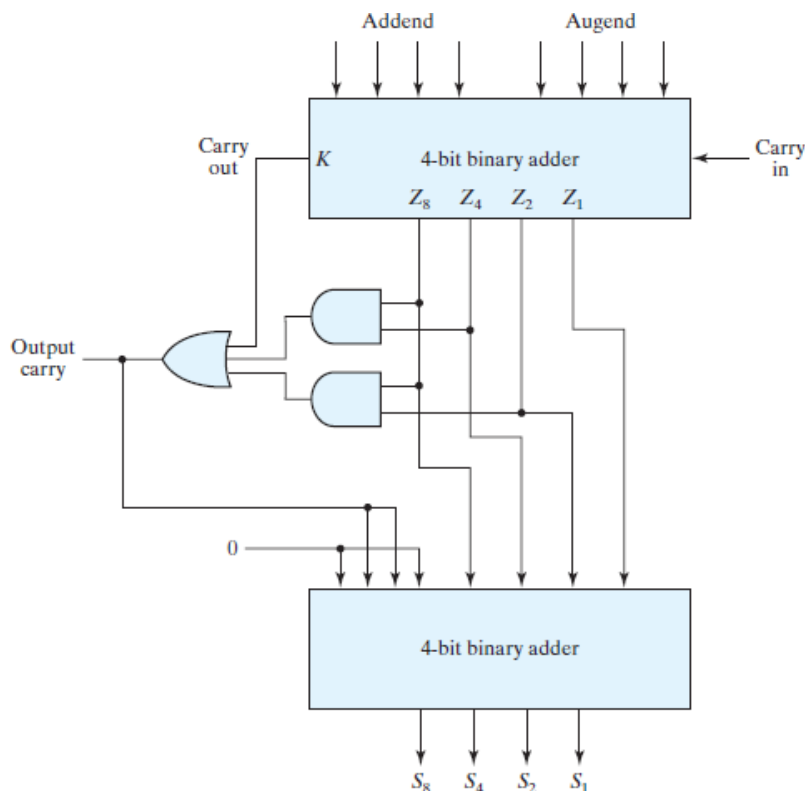 Addend Augend
Carry out
K 4-bit binary adder
Carry in
Z₈ Z₄ Z₂ Z₁
Output carry
0
4-bit binary adder
S₈ S₄ S₂ S₁